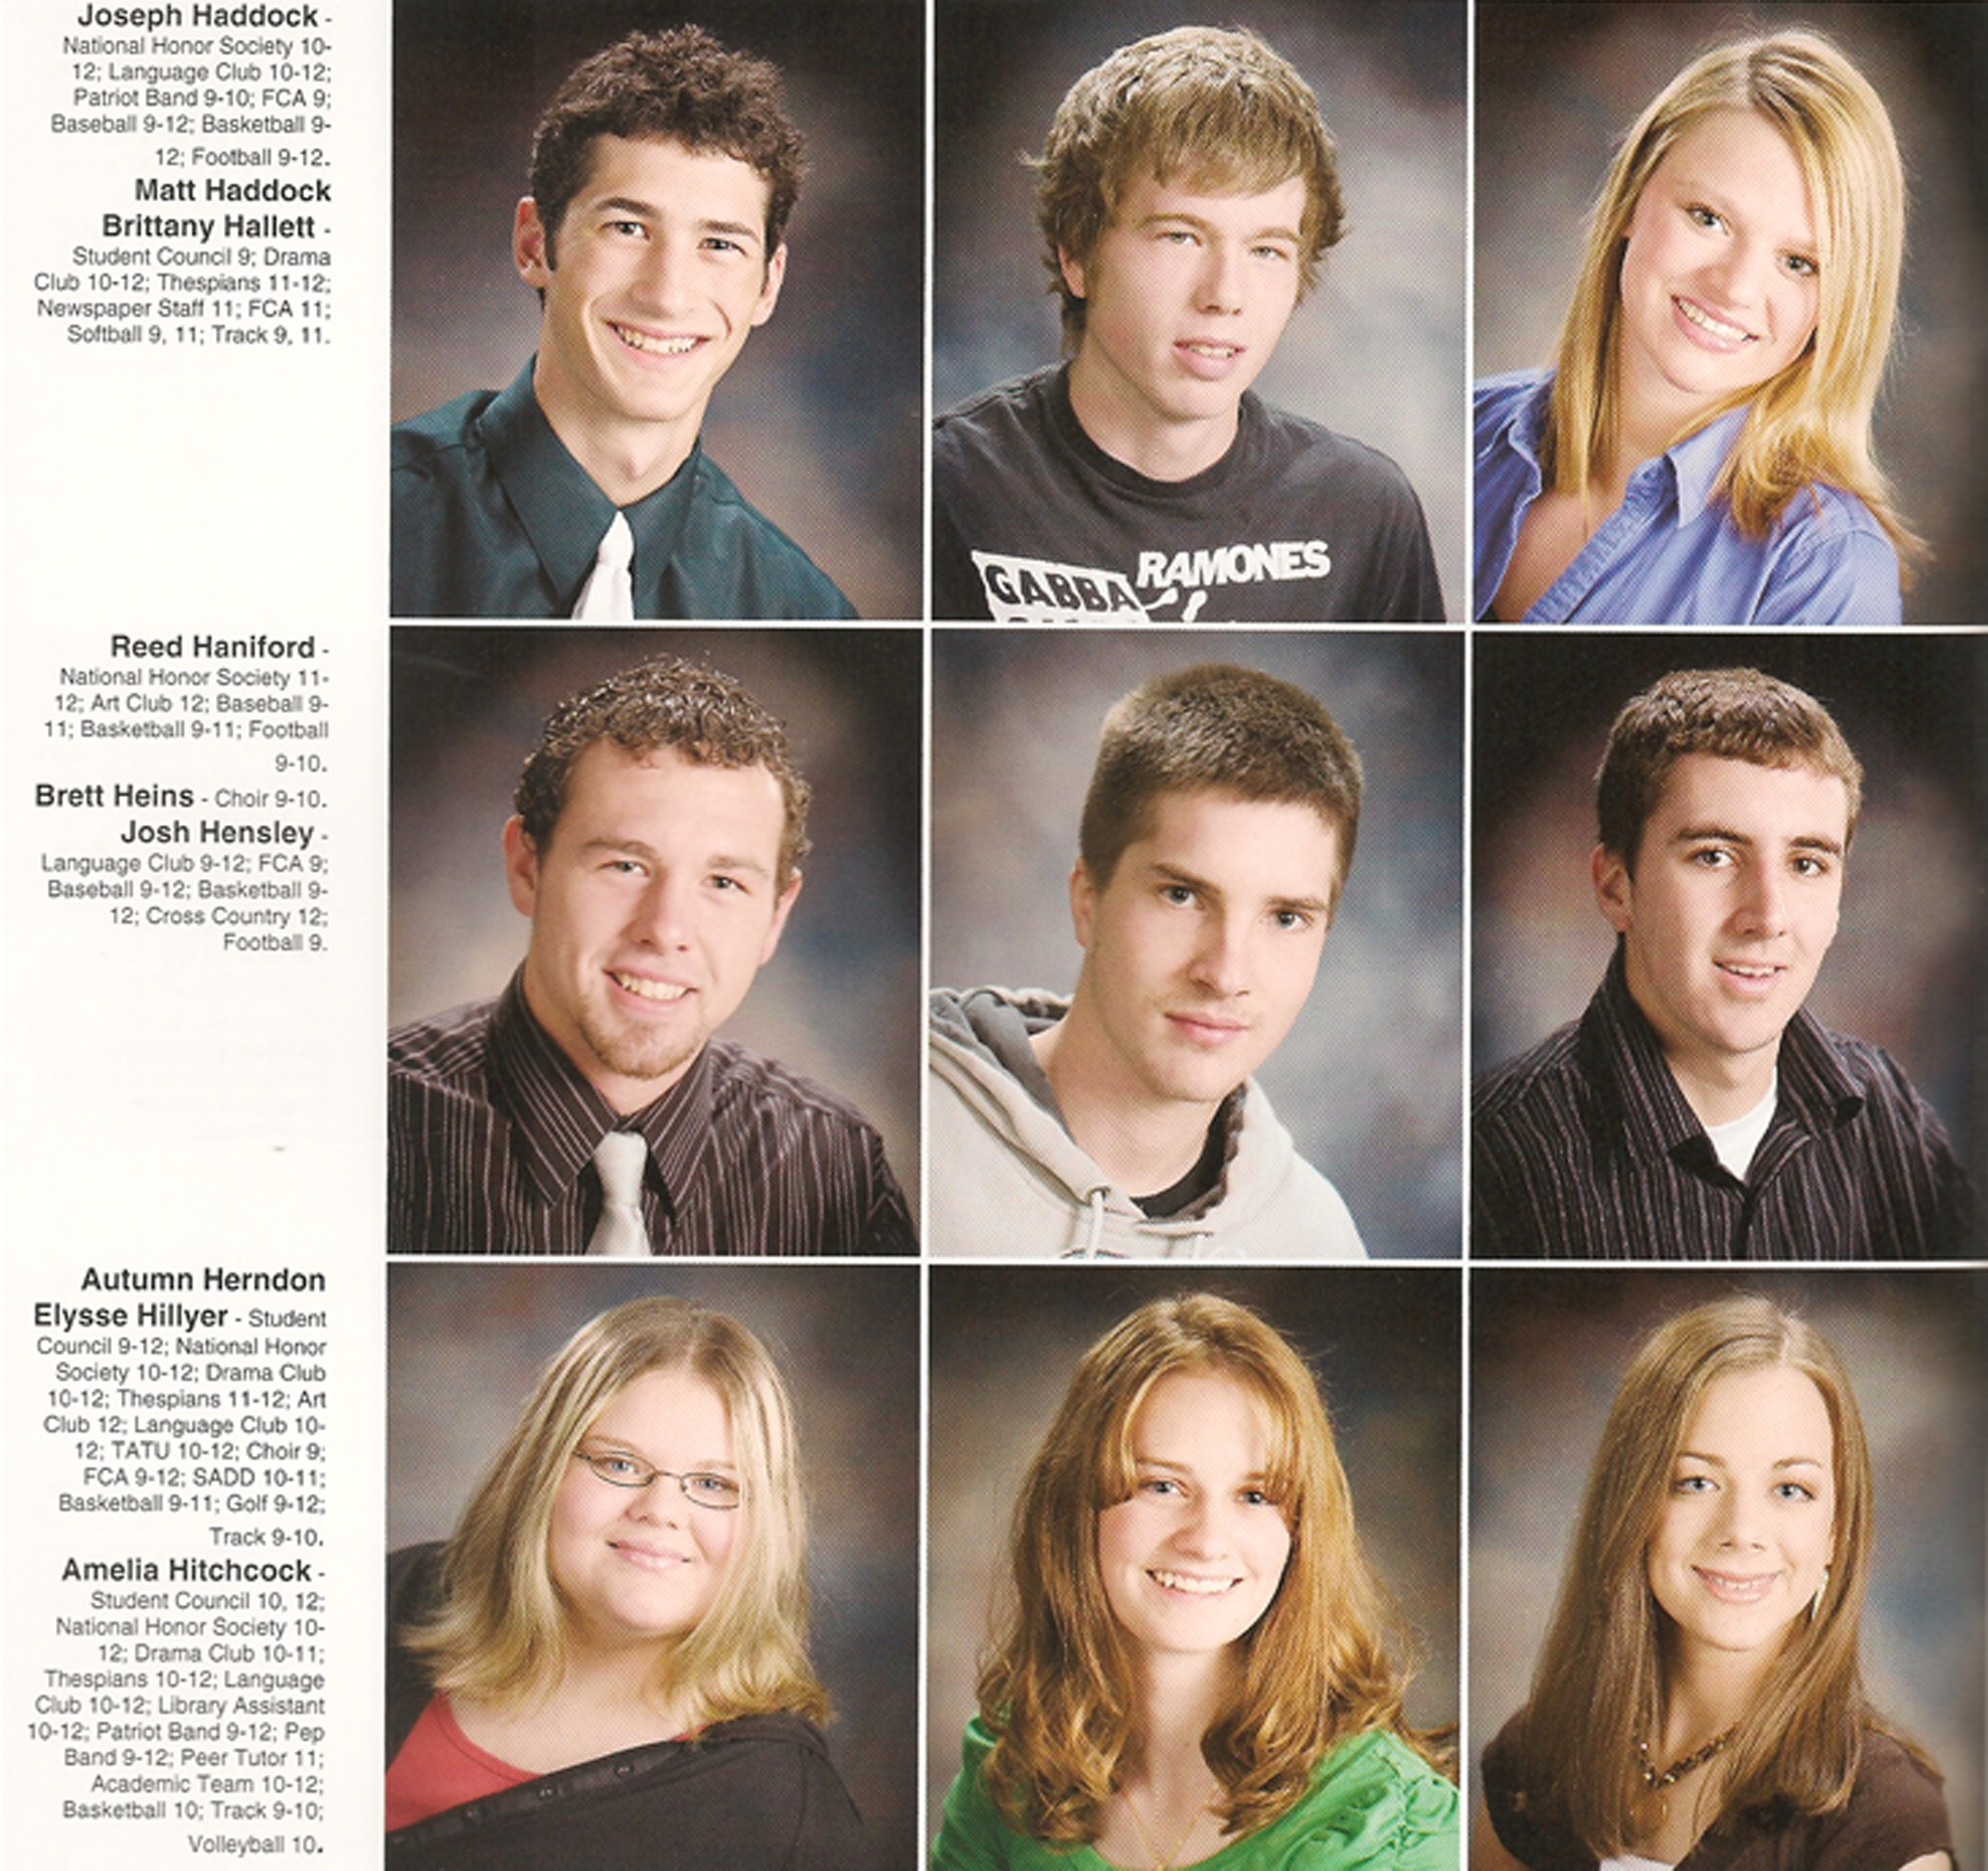 Joseph Haddock -
National Honor Society 10-
12; Language Club 10-12;
Patriot Band 9-10; FCA 9;
Baseball 9-12; Basketball 9-
12; Football 9-12.
Matt Haddock
Brittany Hallett -
Student Council 9; Drama
Club 10-12; Thespians 11-12;
Newspaper Staff 11; FCA 11;
Softball 9, 11; Track 9, 11.
RAMONES
GABBA
Reed Haniford -
National Honor Society 11-
12; Art Club 12; Baseball 9-
11; Basketball 9-11; Football
9-10.
Brett Heins - Choir 9-10.
Josh Hensley -
Language Club 9-12; FCA 9;
Baseball 9-12; Basketball 9-
12; Cross Country 12;
Football 9.
Autumn Herndon
Elysse Hillyer - Student
Council 9-12; National Honor
Society 10-12; Drama Club
10-12; Thespians 11-12; Art
Club 12; Language Club 10-
12; TATU 10-12; Choir 9;
FCA 9-12; SADD 10-11;
Basketball 9-11; Golf 9-12;
Track 9-10.
Amelia Hitchcock -
Student Council 10, 12;
National Honor Society 10-
12; Drama Club 10-11;
Thespians 10-12; Language
Club 10-12; Library Assistant
10-12; Patriot Band 9-12; Pep
Band 9-12; Peer Tutor 11;
Academic Team 10-12;
Basketball 10; Track 9-10;
Volleyball 10.